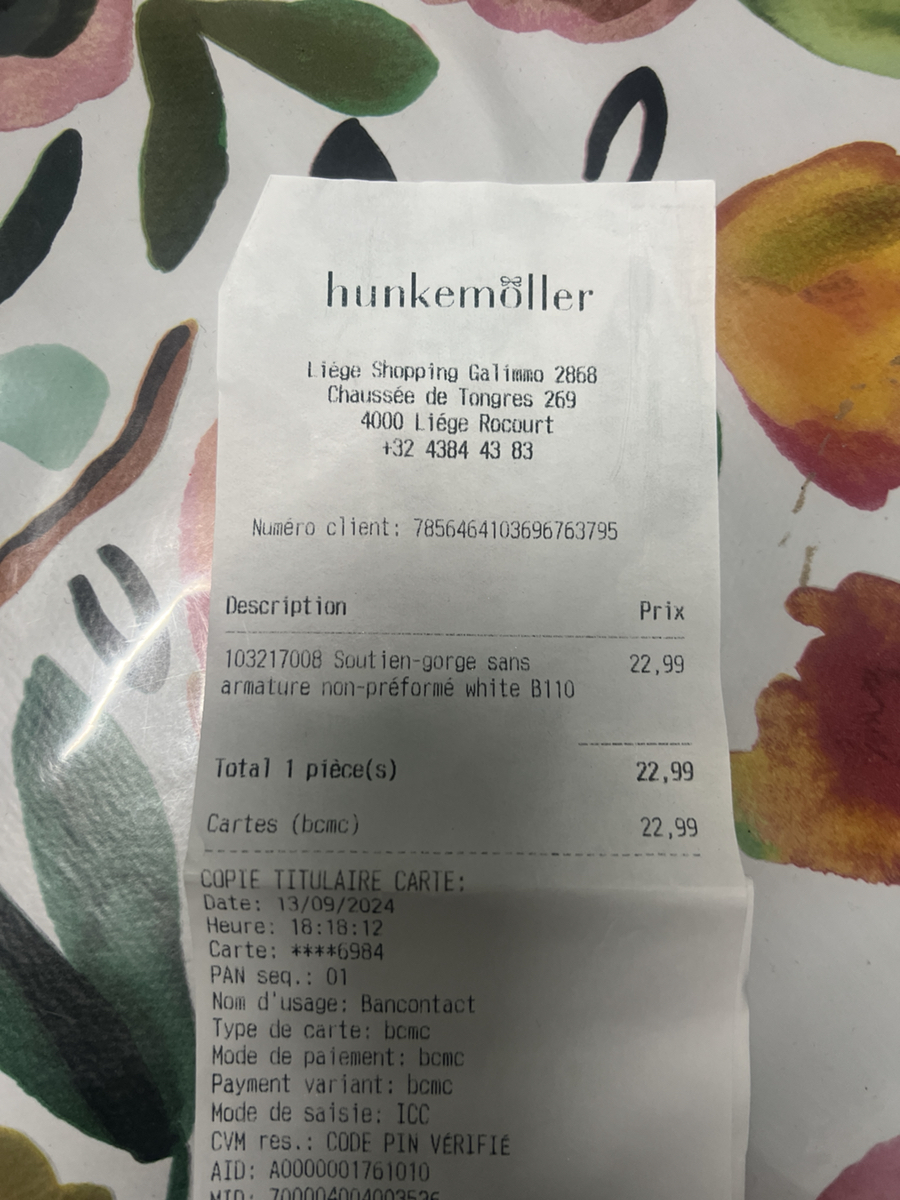 hunkemöller
Liége Shopping Galimmo 2868
Chaussée de Tongres 269
4000 Liége Rocourt
+32 4384 43 83
Numéro client: 7856464103696763795
Description Prix
103217008 Soutien-gorge sans 22,99
armature non-préformé white B110
Total 1 pièce(s) 22,99
Cartes (bcmc) 22,99
COPIE TITULAIRE CARTE:
Date: 13/09/2024
Heure: 18:18:12
Carte: ****6984
PAN seq.: 01
Nom d'usage: Bancontact
Type de carte: bcmc
Mode de paiement: bcmc
Payment variant: bcmc
Mode de saisie: ICC
CVM res.: CODE PIN VÉRIFIÉ
AID: A0000001761010
MID: